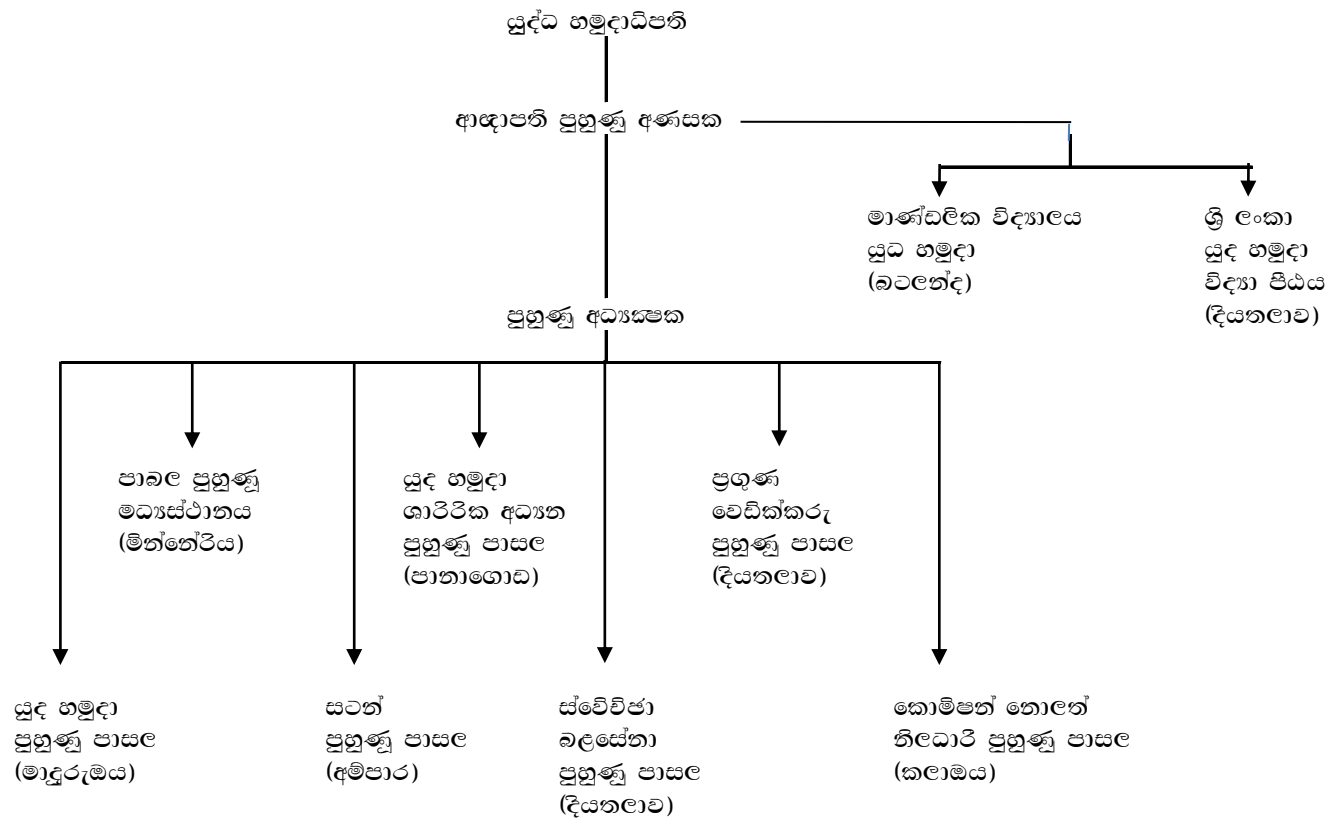 යුද්ධ හමුදාධිපති
ආඥාපති පුහුණු අණසක
මාණ්ඩලික විද්‍යාලය
යුධ හමුදා
(බටලන්ද)
ශ්‍රි ලංකා
යුද හමුදා
විද්‍යා පීඨය
(දියතලාව)
පුහුණු අධ්‍යක්‍ෂක
පාබල පුහුණූ
මධ්‍යස්ථානය
(මින්නේරිය)
යුද හමුදා
ශාරිරික අධ්‍යන
පුහුණු පාසල
(පානාගොඩ)
ප්‍රගුණ
වෙඩික්කරු
පුහුණු පාසල
(දියතලාව)
යුද හමුදා
පුහුණු පාසල
(මාදුරුඔය)
සටන්
පුහුණූ පාසල
(අම්පාර)
ස්වේච්ඡා
බළසේනා
පුහුණු පාසල
(දියතලාව)
කොමිෂන් නොලත්
නිලධාරී පුහුණු පාසල
(කලාඔය)